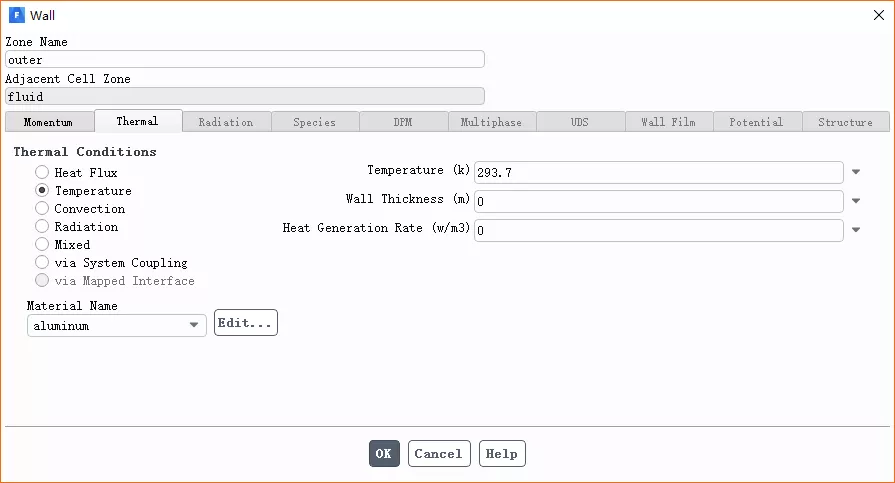 F Wall
Zone Name
outer
Adjacent Cell Zone
fluid
Momentum Thermal Radiation Species DPM Multiphase UDS Wall Film Potential Structure
Thermal Conditions
Heat Flux
Temperature
Convection
Radiation
Mixed
via System Coupling
via Mapped Interface
Temperature (k) 293.7
Wall Thickness (m) 0
Heat Generation Rate (w/m3) 0
Material Name
aluminum Edit...
OK Cancel Help